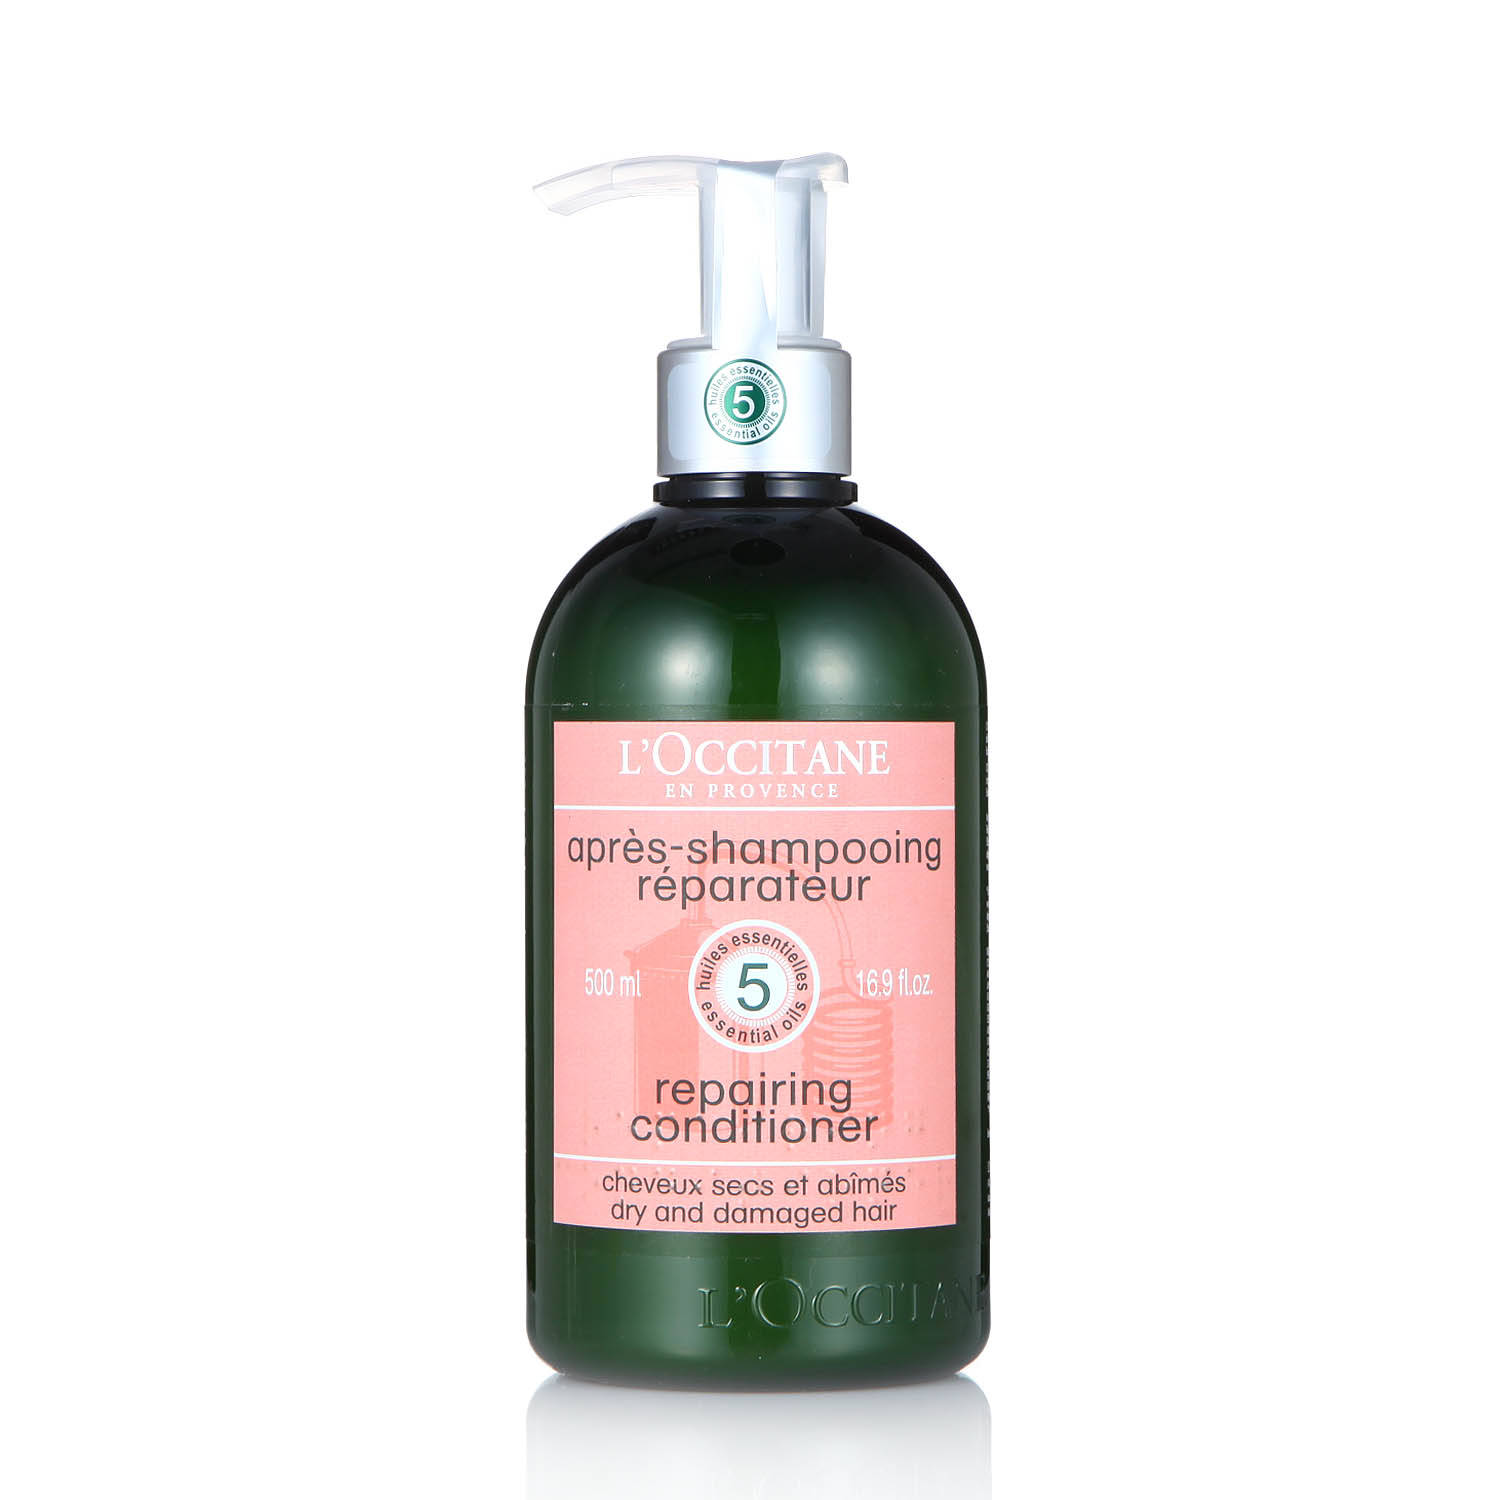 huiles essentielles
5
essential oils
L'OCCITANE
EN PROVENCE
après-shampooing
réparateur
huiles essentielles
500 ml 5 16.9 fl.oz.
essential oils
repairing
conditioner
cheveux secs et abîmés
dry and damaged hair
L'OCCITANE